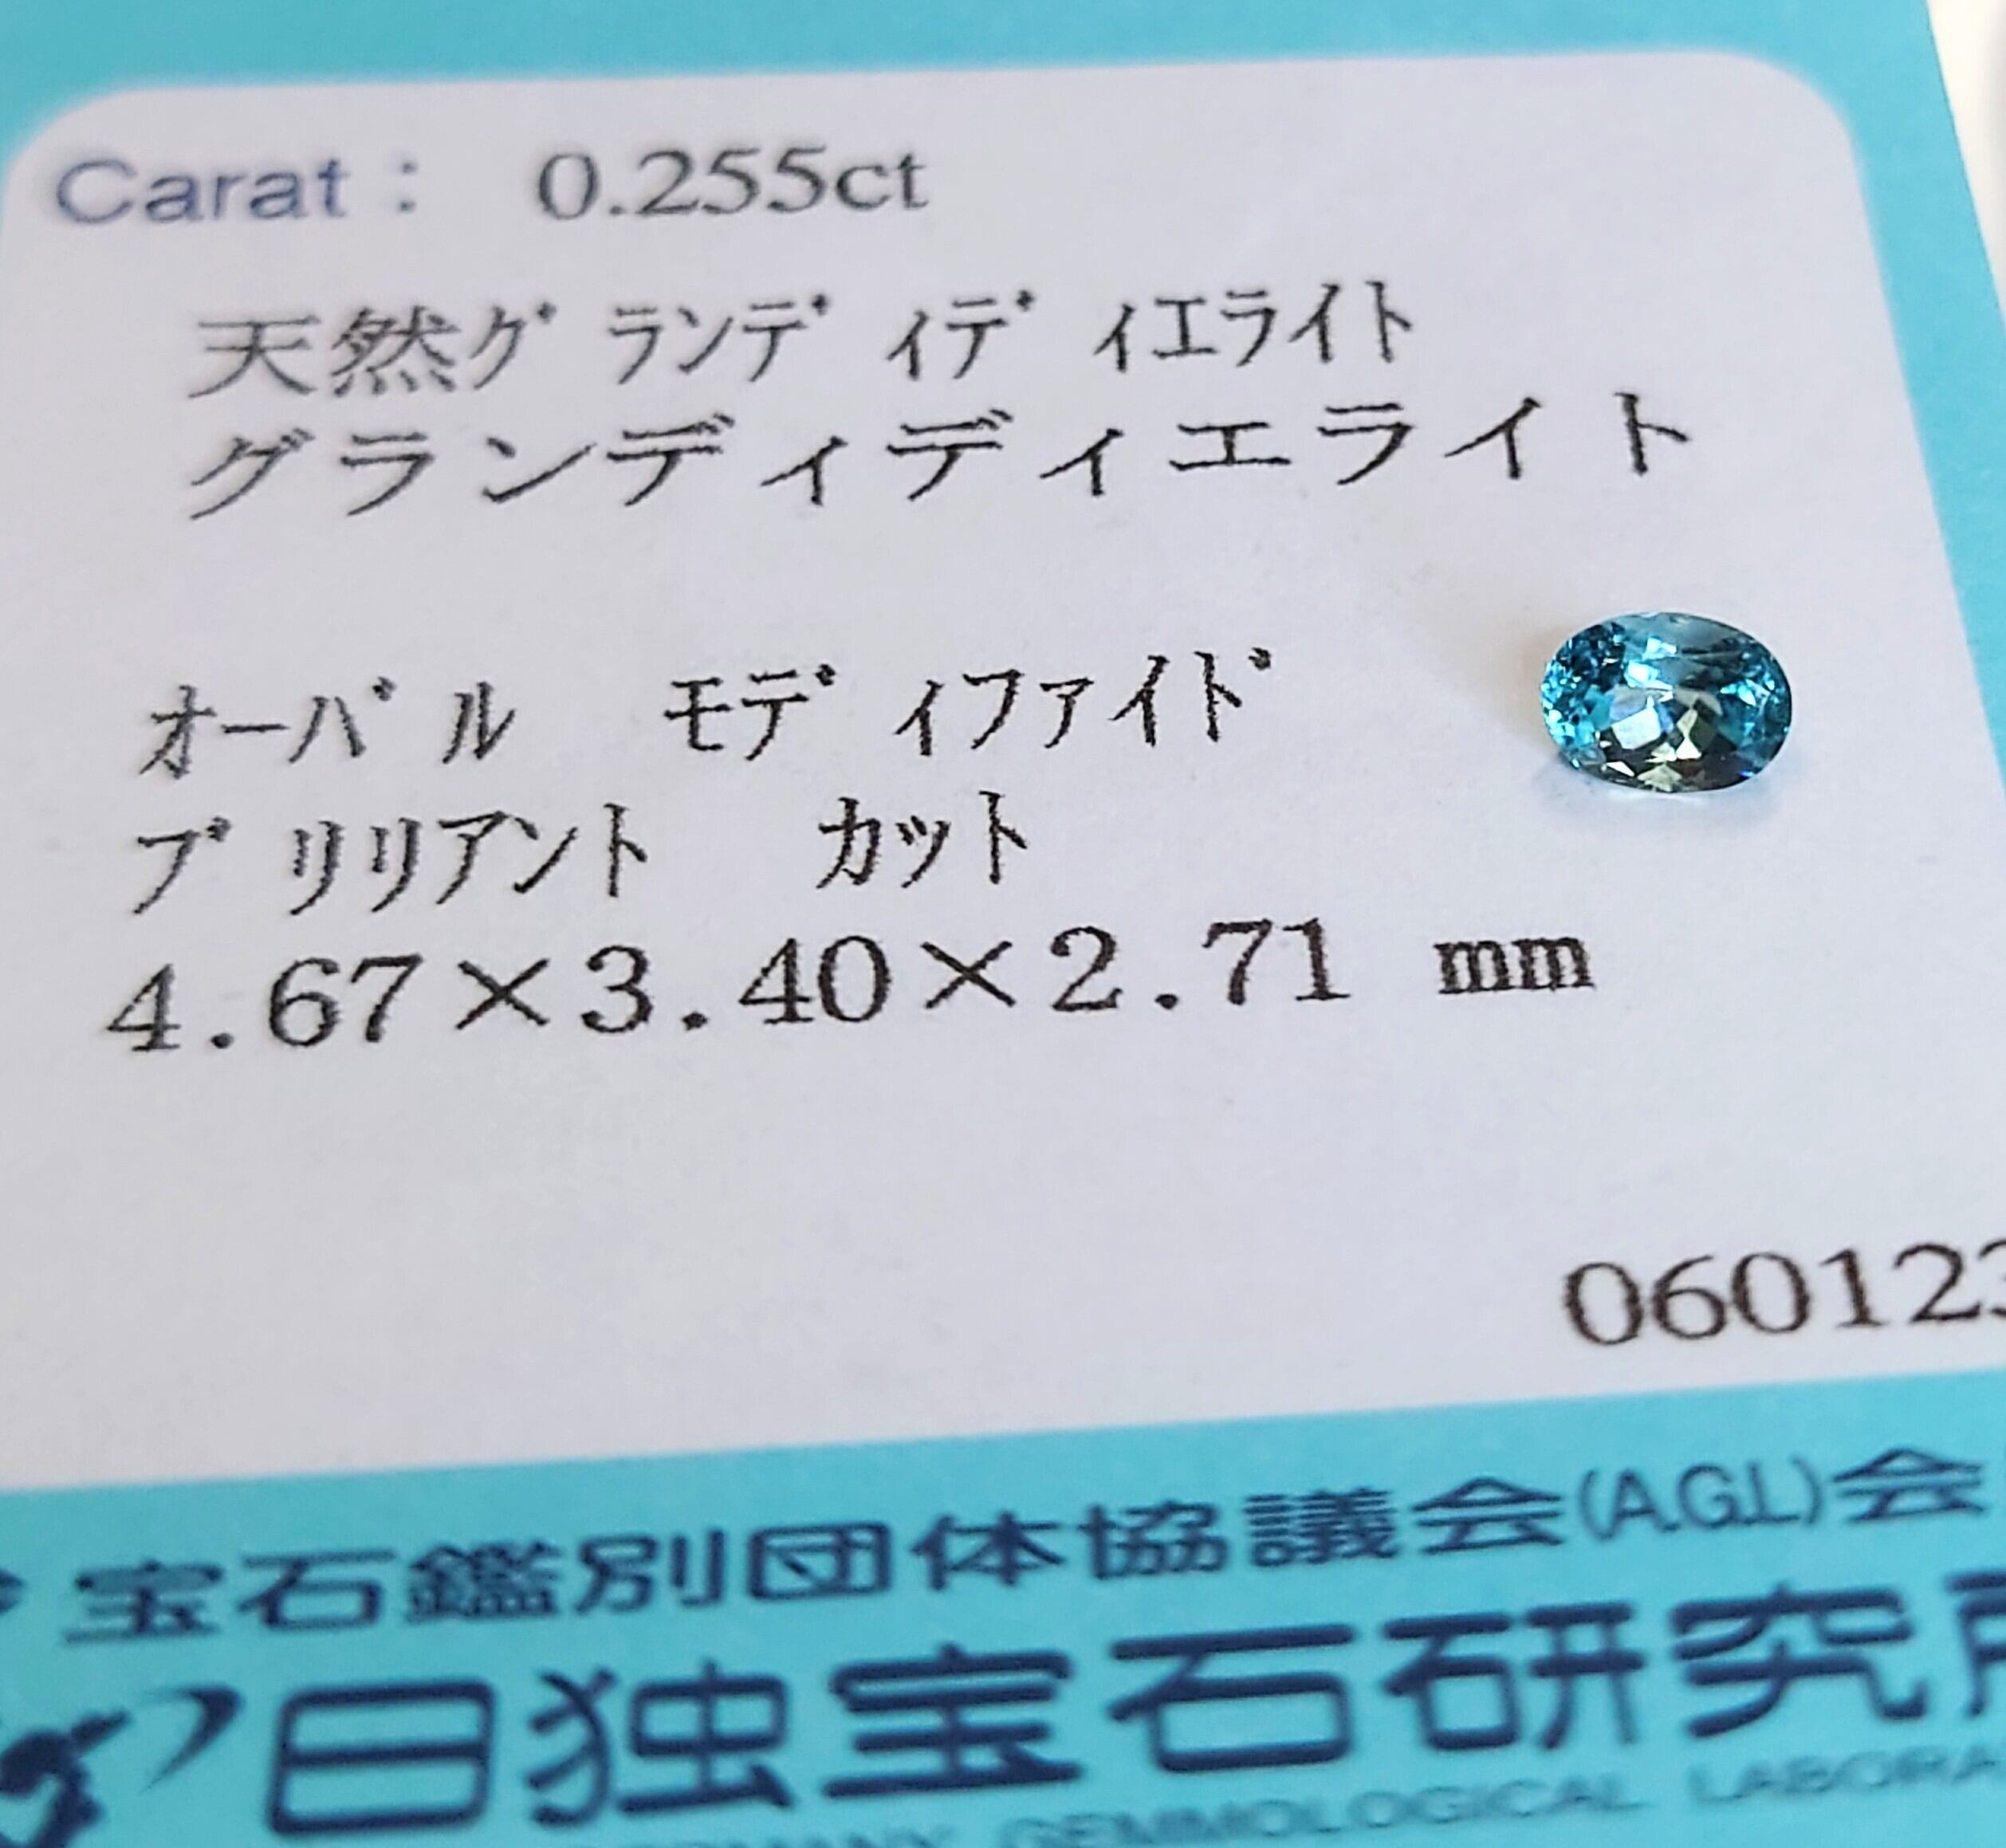 Carat : 0.255ct
天然ｸﾞﾗﾝﾃﾞｨﾃﾞｨｴﾗｲﾄ
グランディディエライト
ｵｰﾊﾞﾙ ﾓﾃﾞｨﾌｧｲﾄﾞ
ﾌﾞﾘﾘｱﾝﾄ ｶｯﾄ
4.67×3.40×2.71 mm
060123
宝石鑑別団体協議会(A.G.L)会
日独宝石研究所
GEMMOLOGICAL